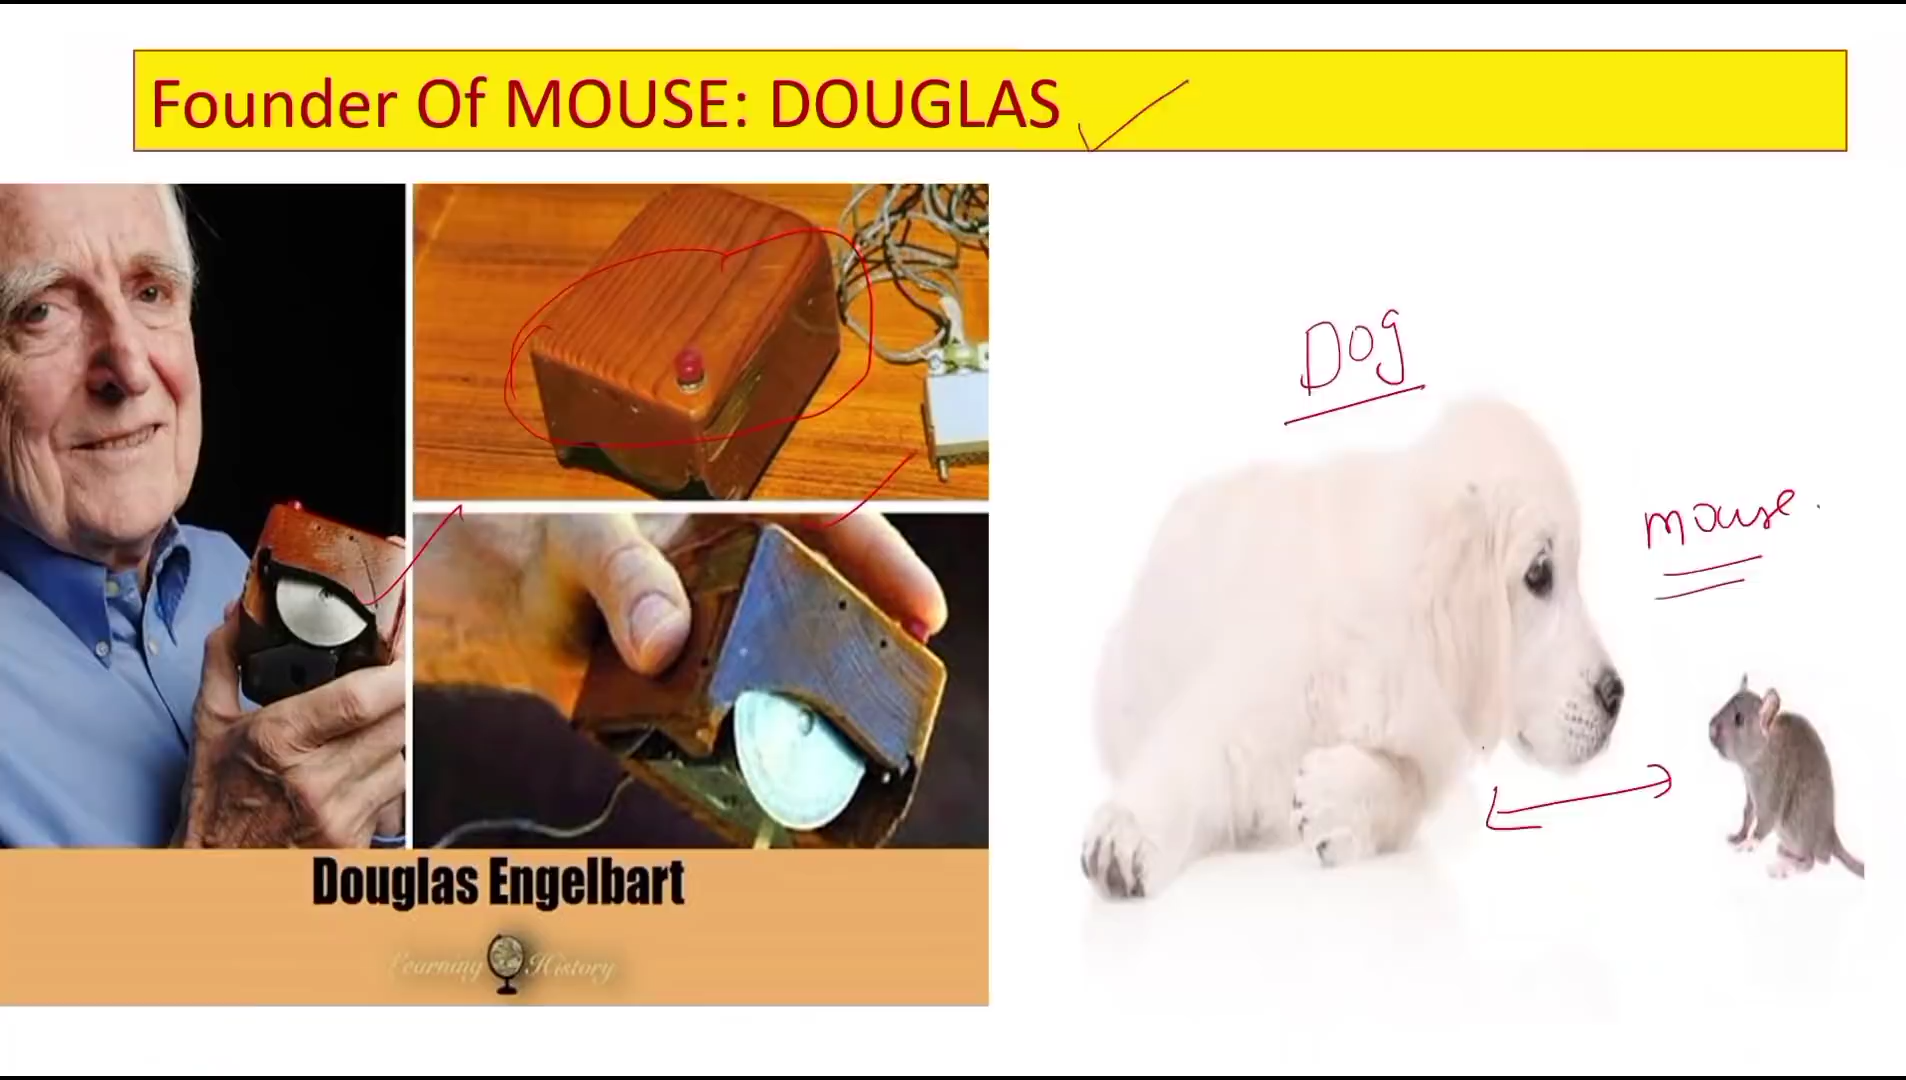 Founder Of MOUSE: DOUGLAS
Dog
mouse.
Douglas Engelbart
Learning History